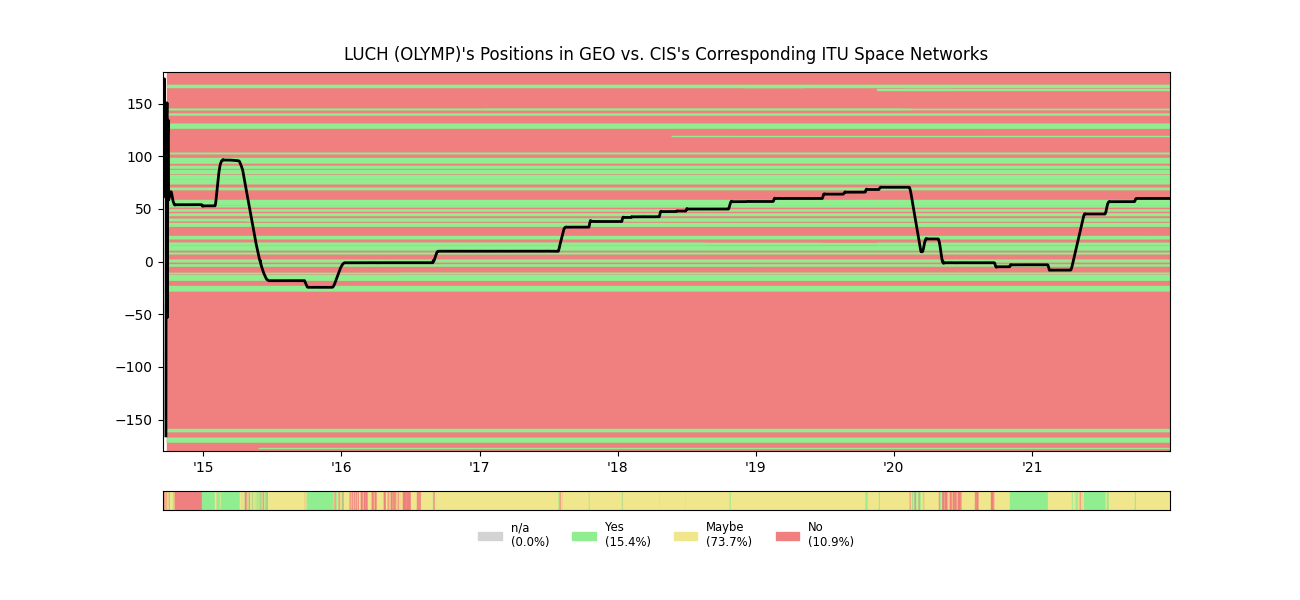 LUCH (OLYMP)'s Positions in GEO vs. CIS's Corresponding ITU Space Networks
150
100
50
0
−50
−100
−150
'15 '16 '17 '18 '19 '20 '21
n/a Yes Maybe No
(0.0%) (15.4%) (73.7%) (10.9%)